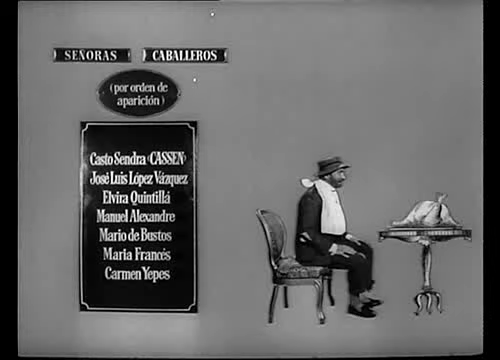 SEÑORAS CABALLEROS
(por orden de
aparición)
Casto Sendra (CASSEN)
José Luis López Vázquez
Elvira Quintillá
Manuel Alexandre
Mario de Bustos
Maria Francés
Carmen Yepes